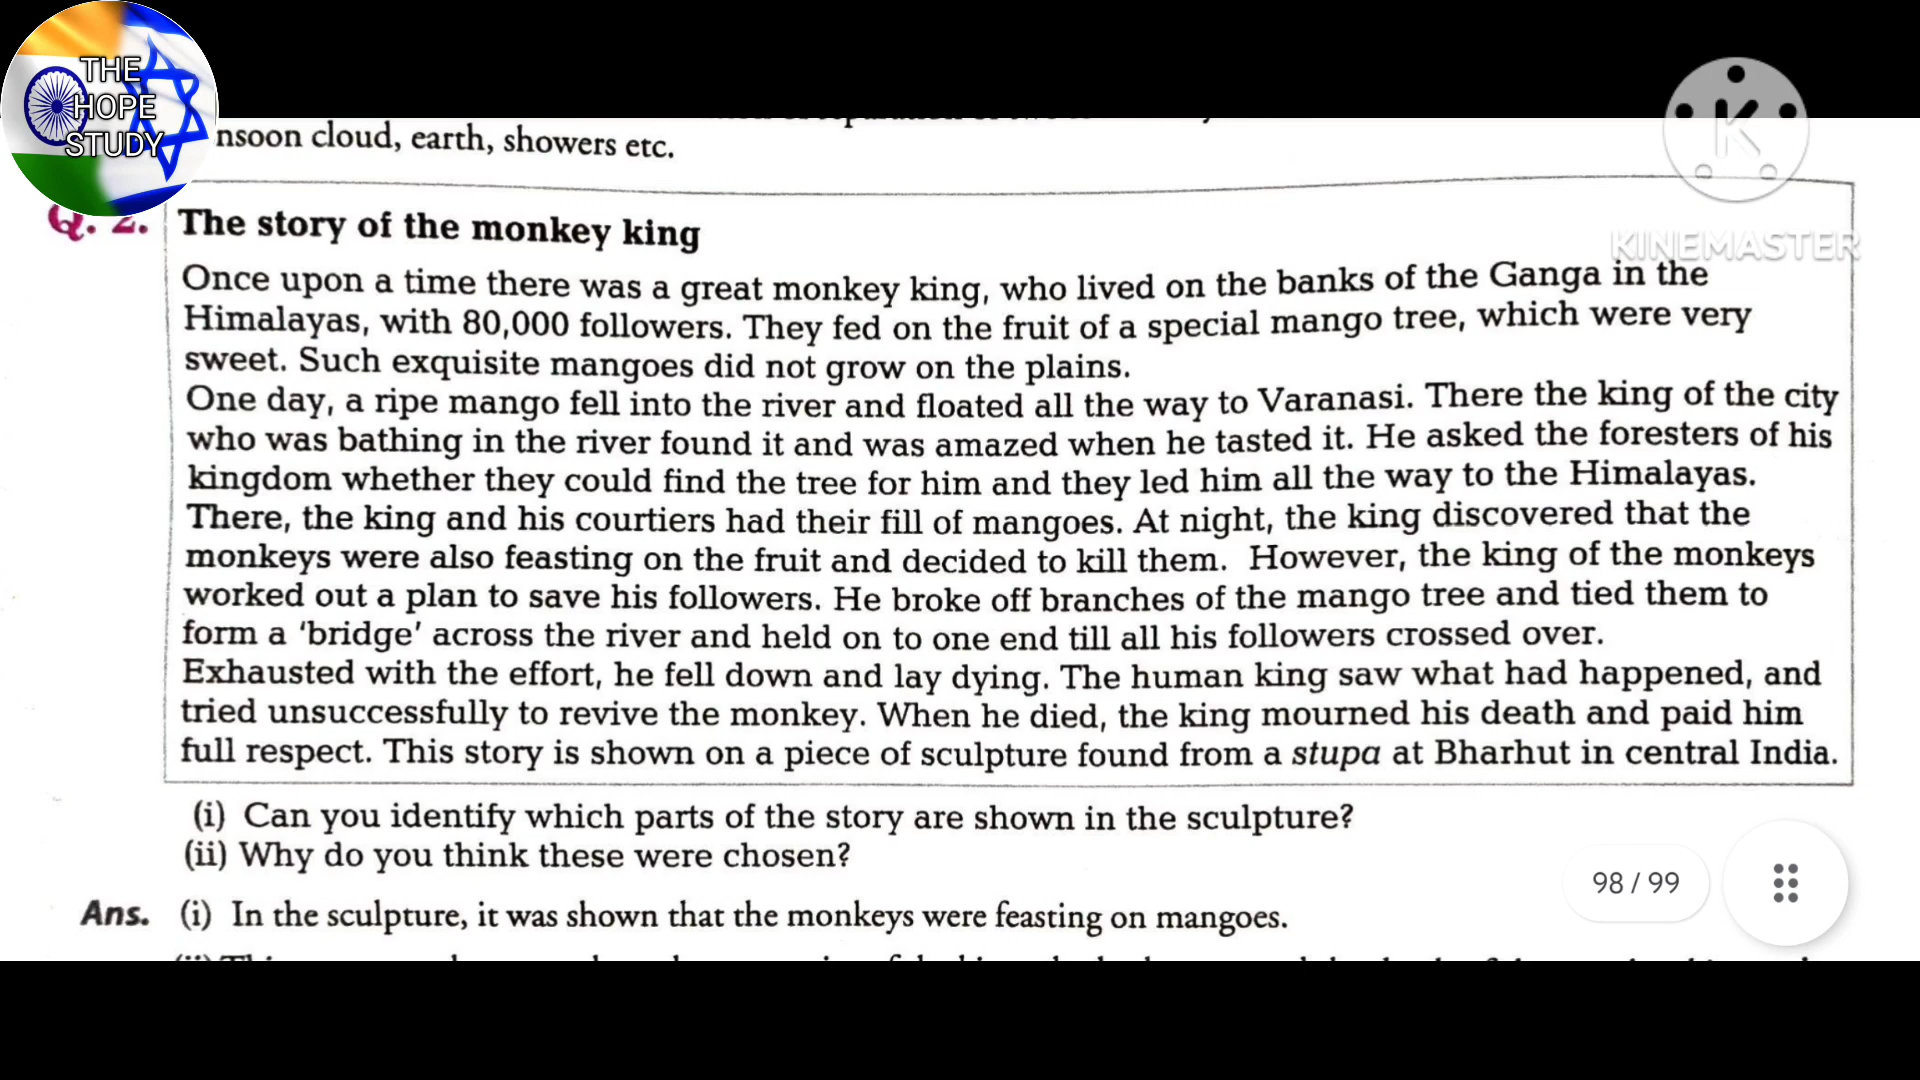 THE
HOPE
STUDY
nsoon cloud, earth, showers etc.
KINEMASTER
Q. 2. The story of the monkey king
Once upon a time there was a great monkey king, who lived on the banks of the Ganga in the
Himalayas, with 80,000 followers. They fed on the fruit of a special mango tree, which were very
sweet. Such exquisite mangoes did not grow on the plains.
One day, a ripe mango fell into the river and floated all the way to Varanasi. There the king of the city
who was bathing in the river found it and was amazed when he tasted it. He asked the foresters of his
kingdom whether they could find the tree for him and they led him all the way to the Himalayas.
There, the king and his courtiers had their fill of mangoes. At night, the king discovered that the
monkeys were also feasting on the fruit and decided to kill them. However, the king of the monkeys
worked out a plan to save his followers. He broke off branches of the mango tree and tied them to
form a ‘bridge’ across the river and held on to one end till all his followers crossed over.
Exhausted with the effort, he fell down and lay dying. The human king saw what had happened, and
tried unsuccessfully to revive the monkey. When he died, the king mourned his death and paid him
full respect. This story is shown on a piece of sculpture found from a stupa at Bharhut in central India.
(i) Can you identify which parts of the story are shown in the sculpture?
(ii) Why do you think these were chosen?
98 / 99
Ans. (i) In the sculpture, it was shown that the monkeys were feasting on mangoes.